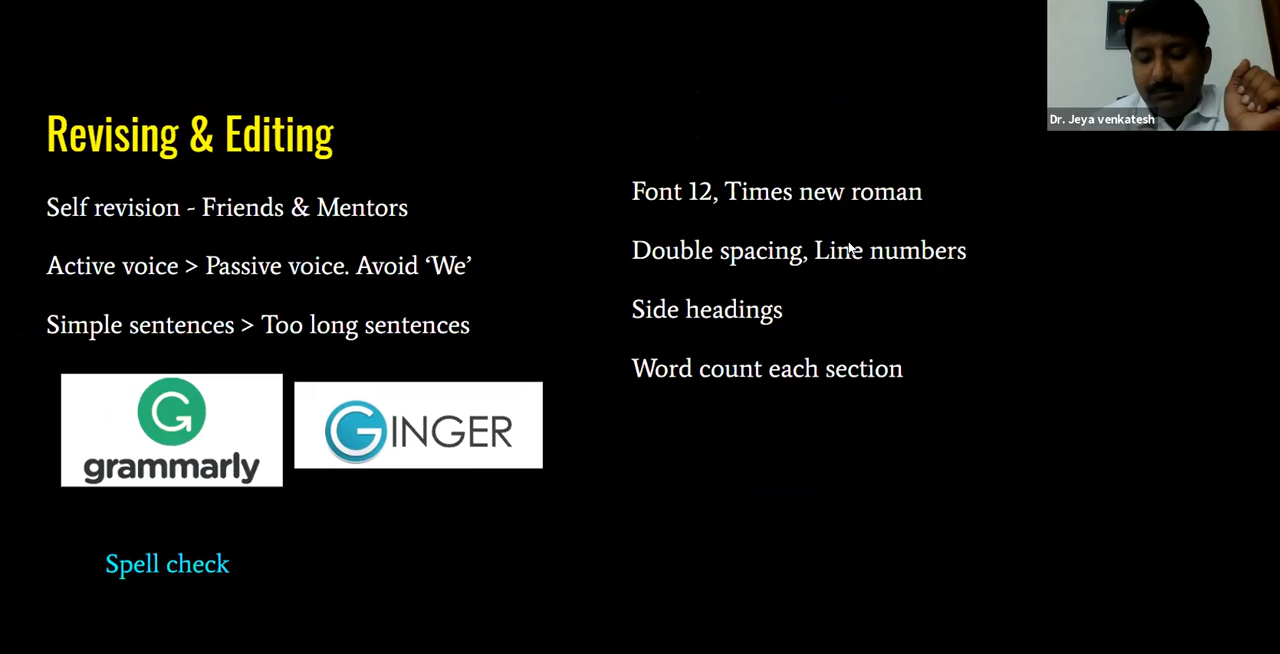 Dr. Jeya venkatesh
Revising & Editing
Self revision - Friends & Mentors
Active voice > Passive voice. Avoid ‘We’
Simple sentences > Too long sentences
grammarly
GINGER
Spell check
Font 12, Times new roman
Double spacing, Line numbers
Side headings
Word count each section